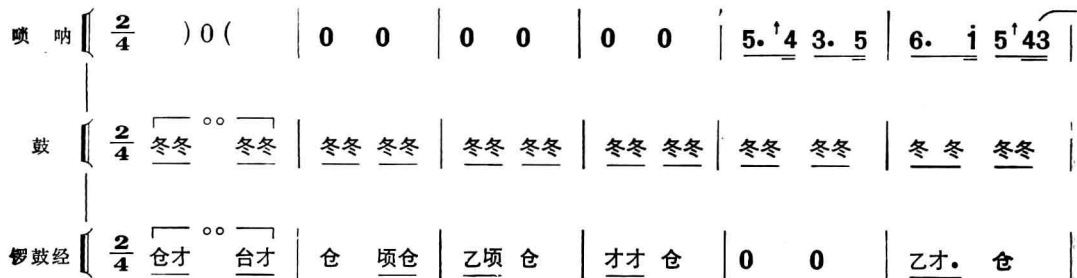 唢 呐 2/4 ) 0 ( | 0 0 | 0 0 | 0 0 | 5. ↑4 3. 5 | 6. i̇ 5 ↑43 |
鼓 2/4 冬冬 °° 冬冬 | 冬冬 冬冬 | 冬冬 冬冬 | 冬冬 冬冬 | 冬冬 冬冬 | 冬 冬 冬冬 |
锣鼓经 2/4 仓才 °° 台才 | 仓 顷仓 | 乙顷 仓 | 才才 仓 | 0 0 | 乙才. 仓 |